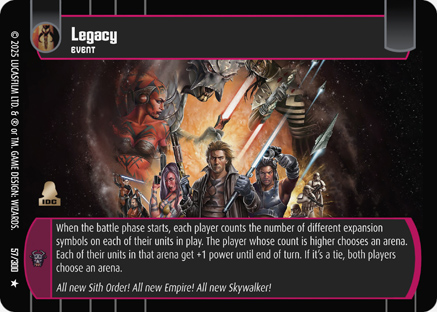 Legacy
EVENT
© 2025 LUCASFILM LTD. & ® or TM. GAME DESIGN: WIZARDS.
IDC
57/300
When the battle phase starts, each player counts the number of different expansion
symbols on each of their units in play. The player whose count is higher chooses an arena.
Each of their units in that arena get +1 power until end of turn. If it's a tie, both players
choose an arena.
All new Sith Order! All new Empire! All new Skywalker!